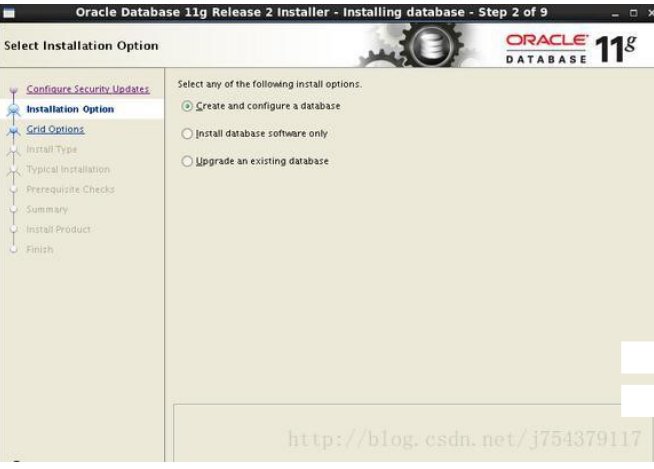 Oracle Database 11g Release 2 Installer - Installing database - Step 2 of 9
Select Installation Option
ORACLE 11g
DATABASE
Configure Security Updates
Installation Option
Grid Options
Install Type
Typical Installation
Prerequisite Checks
Summary
Install Product
Finish
Select any of the following install options.
Create and configure a database
Install database software only
Upgrade an existing database
http://blog.csdn.net/j754379117